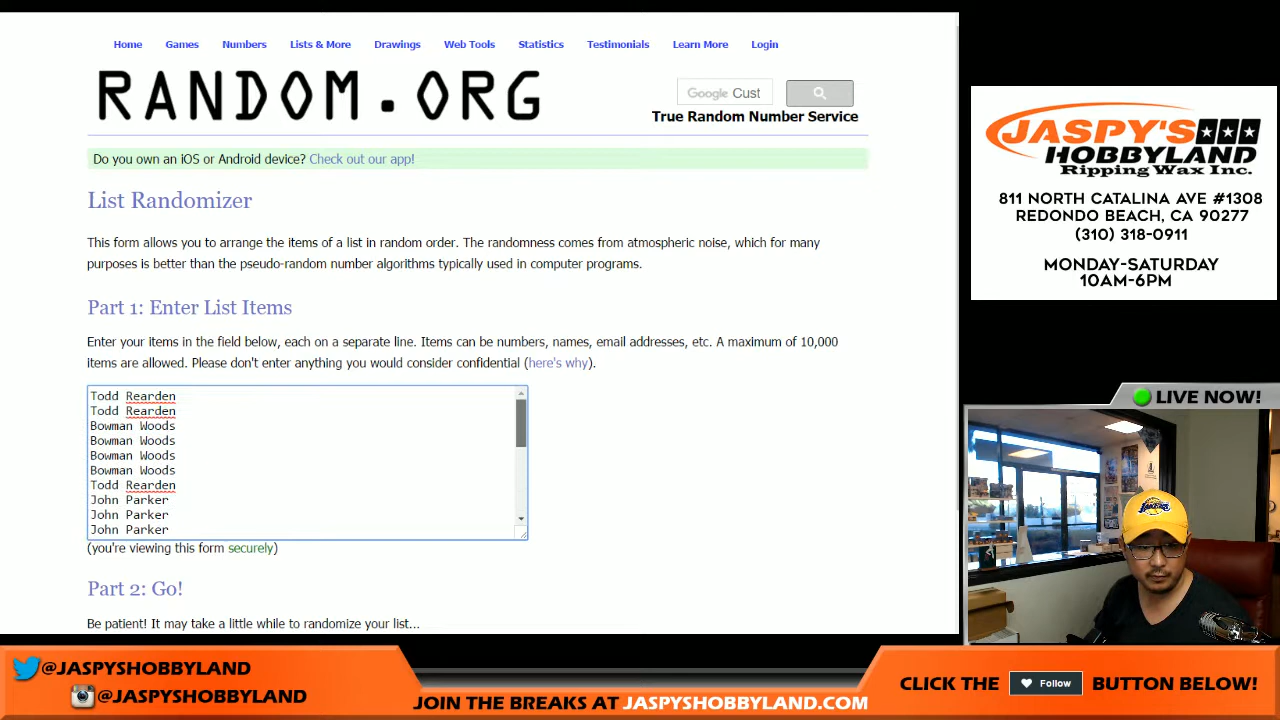 Home Games Numbers Lists & More Drawings Web Tools Statistics Testimonials Learn More Login
RANDOM.ORG
Google Cust
True Random Number Service
Do you own an iOS or Android device? Check out our app!
List Randomizer
This form allows you to arrange the items of a list in random order. The randomness comes from atmospheric noise, which for many
purposes is better than the pseudo-random number algorithms typically used in computer programs.
Part 1: Enter List Items
Enter your items in the field below, each on a separate line. Items can be numbers, names, email addresses, etc. A maximum of 10,000
items are allowed. Please don't enter anything you would consider confidential (here's why).
Todd Rearden
Todd Rearden
Bowman Woods
Bowman Woods
Bowman Woods
Bowman Woods
Todd Rearden
John Parker
John Parker
John Parker
(you're viewing this form securely)
Part 2: Go!
Be patient! It may take a little while to randomize your list...
JASPY'S
HOBBYLAND
Ripping Wax Inc.
811 NORTH CATALINA AVE #1308
REDONDO BEACH, CA 90277
(310) 318-0911
MONDAY-SATURDAY
10AM-6PM
LIVE NOW!
@JASPYSHOBBYLAND
@JASPYSHOBBYLAND
JOIN THE BREAKS AT JASPYSHOBBYLAND.COM
CLICK THE Follow BUTTON BELOW!